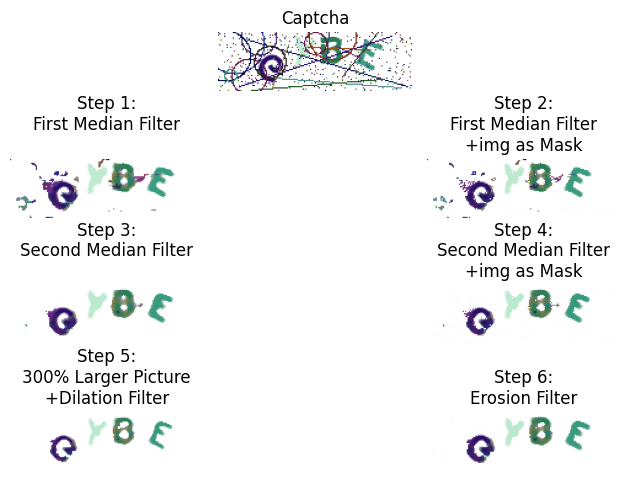 Captcha
Q Y B E
Step 1:
First Median Filter
Q Y B E
Step 2:
First Median Filter
+img as Mask
Q Y B E
Step 3:
Second Median Filter
Q Y B E
Step 4:
Second Median Filter
+img as Mask
Q Y B E
Step 5:
300% Larger Picture
+Dilation Filter
Q Y B E
Step 6:
Erosion Filter
Q Y B E